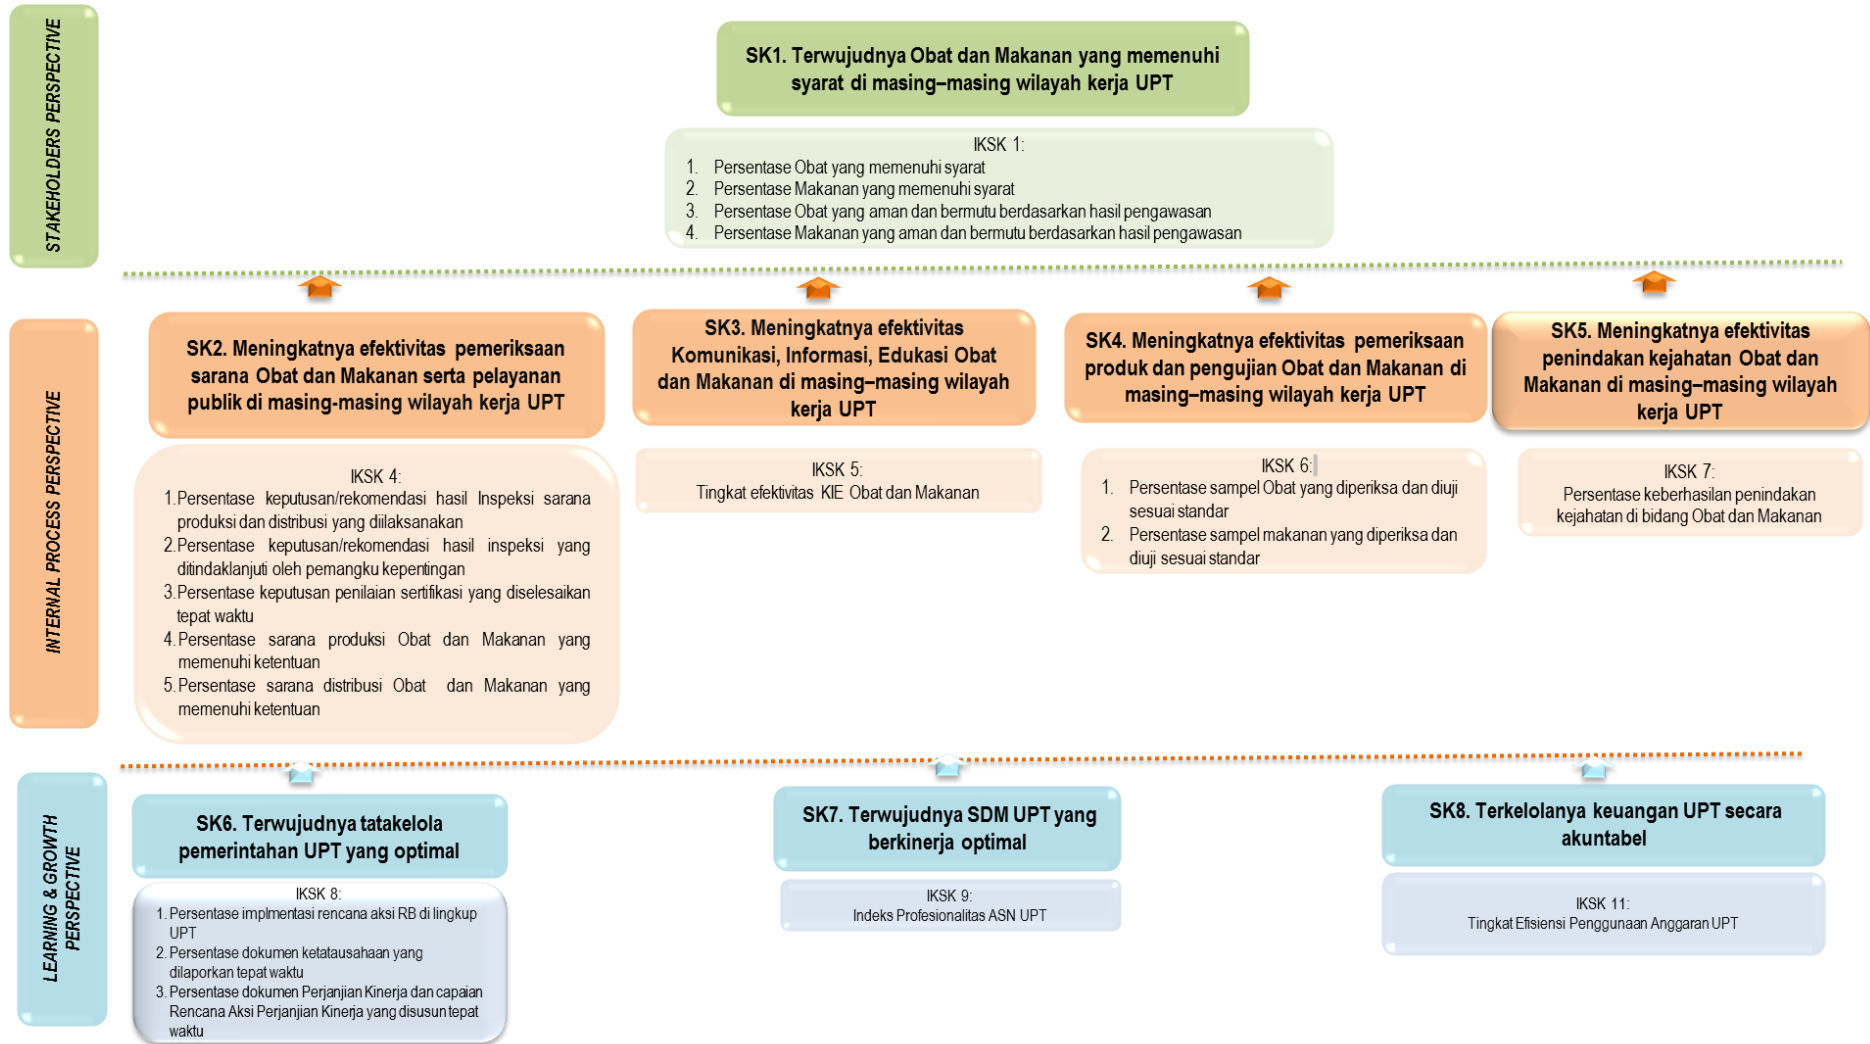 STAKEHOLDERS PERSPECTIVE
SK1. Terwujudnya Obat dan Makanan yang memenuhi
syarat di masing–masing wilayah kerja UPT
IKSK 1:
1. Persentase Obat yang memenuhi syarat
2. Persentase Makanan yang memenuhi syarat
3. Persentase Obat yang aman dan bermutu berdasarkan hasil pengawasan
4. Persentase Makanan yang aman dan bermutu berdasarkan hasil pengawasan
INTERNAL PROCESS PERSPECTIVE
SK2. Meningkatnya efektivitas pemeriksaan
sarana Obat dan Makanan serta pelayanan
publik di masing-masing wilayah kerja UPT
IKSK 4:
1. Persentase keputusan/rekomendasi hasil Inspeksi sarana
produksi dan distribusi yang diilaksanakan
2. Persentase keputusan/rekomendasi hasil inspeksi yang
ditindaklanjuti oleh pemangku kepentingan
3. Persentase keputusan penilaian sertifikasi yang diselesaikan
tepat waktu
4. Persentase sarana produksi Obat dan Makanan yang
memenuhi ketentuan
5. Persentase sarana distribusi Obat dan Makanan yang
memenuhi ketentuan
SK3. Meningkatnya efektivitas
Komunikasi, Informasi, Edukasi Obat
dan Makanan di masing–masing wilayah
kerja UPT
IKSK 5:
Tingkat efektivitas KIE Obat dan Makanan
SK4. Meningkatnya efektivitas pemeriksaan
produk dan pengujian Obat dan Makanan di
masing–masing wilayah kerja UPT
IKSK 6:
1. Persentase sampel Obat yang diperiksa dan diuji
sesuai standar
2. Persentase sampel makanan yang diperiksa dan
diuji sesuai standar
SK5. Meningkatnya efektivitas
penindakan kejahatan Obat dan
Makanan di masing–masing wilayah
kerja UPT
IKSK 7:
Persentase keberhasilan penindakan
kejahatan di bidang Obat dan Makanan
LEARNING & GROWTH
PERSPECTIVE
SK6. Terwujudnya tatakelola
pemerintahan UPT yang optimal
IKSK 8:
1. Persentase implmentasi rencana aksi RB di lingkup
UPT
2. Persentase dokumen ketatausahaan yang
dilaporkan tepat waktu
3. Persentase dokumen Perjanjian Kinerja dan capaian
Rencana Aksi Perjanjian Kinerja yang disusun tepat
waktu
SK7. Terwujudnya SDM UPT yang
berkinerja optimal
IKSK 9:
Indeks Profesionalitas ASN UPT
SK8. Terkelolanya keuangan UPT secara
akuntabel
IKSK 11:
Tingkat Efisiensi Penggunaan Anggaran UPT